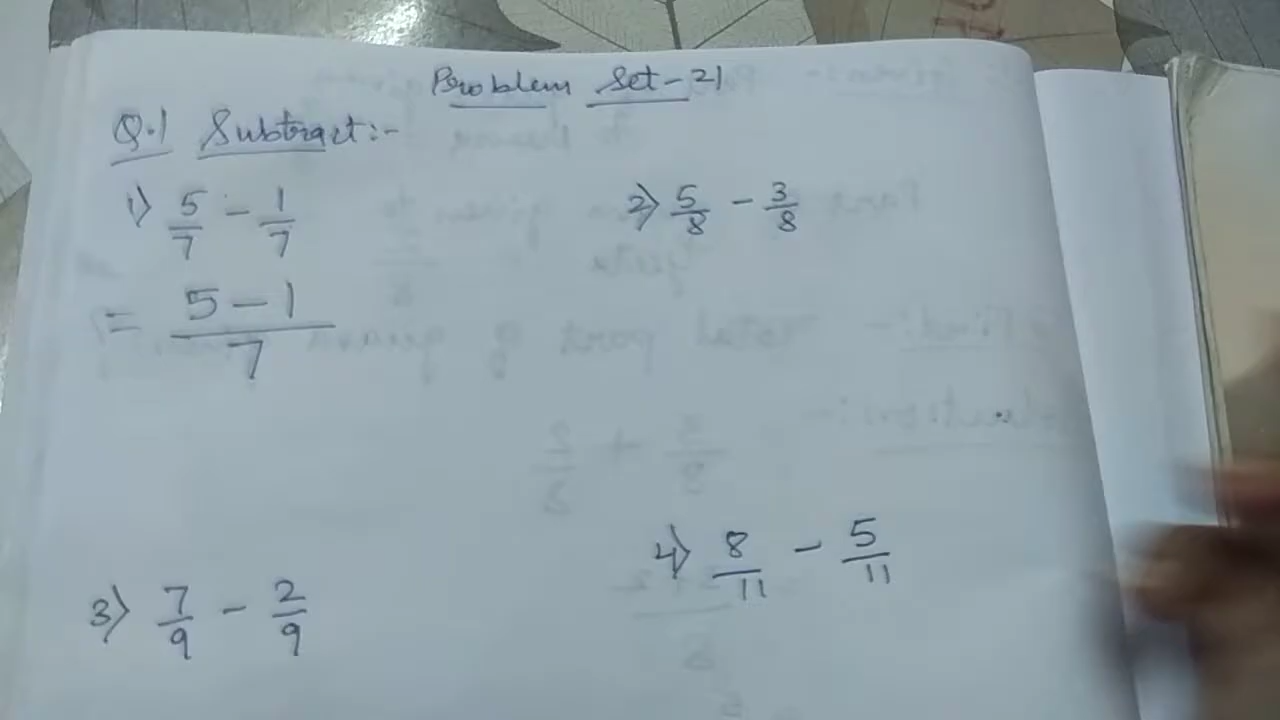 Problem Set-21
Q.1 Subtract:-
1) 5/7 - 1/7
2) 5/8 - 3/8
= 5-1/7
3) 7/9 - 2/9
4) 8/11 - 5/11